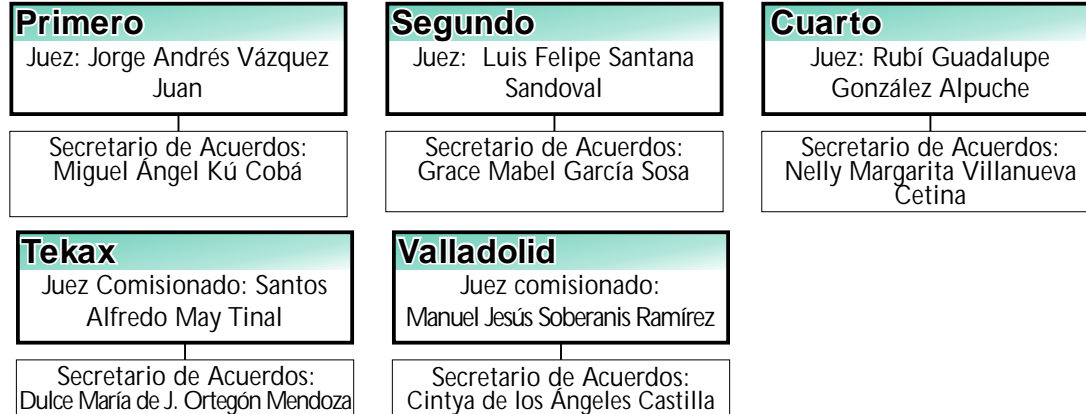 Primero
Juez: Jorge Andrés Vázquez
Juan
Secretario de Acuerdos:
Miguel Ángel Kú Cobá
Segundo
Juez: Luis Felipe Santana
Sandoval
Secretario de Acuerdos:
Grace Mabel García Sosa
Cuarto
Juez: Rubí Guadalupe
González Alpuche
Secretario de Acuerdos:
Nelly Margarita Villanueva
Cetina
Tekax
Juez Comisionado: Santos
Alfredo May Tinal
Secretario de Acuerdos:
Dulce María de J. Ortegón Mendoza
Valladolid
Juez comisionado:
Manuel Jesús Soberanis Ramírez
Secretario de Acuerdos:
Cintya de los Ángeles Castilla